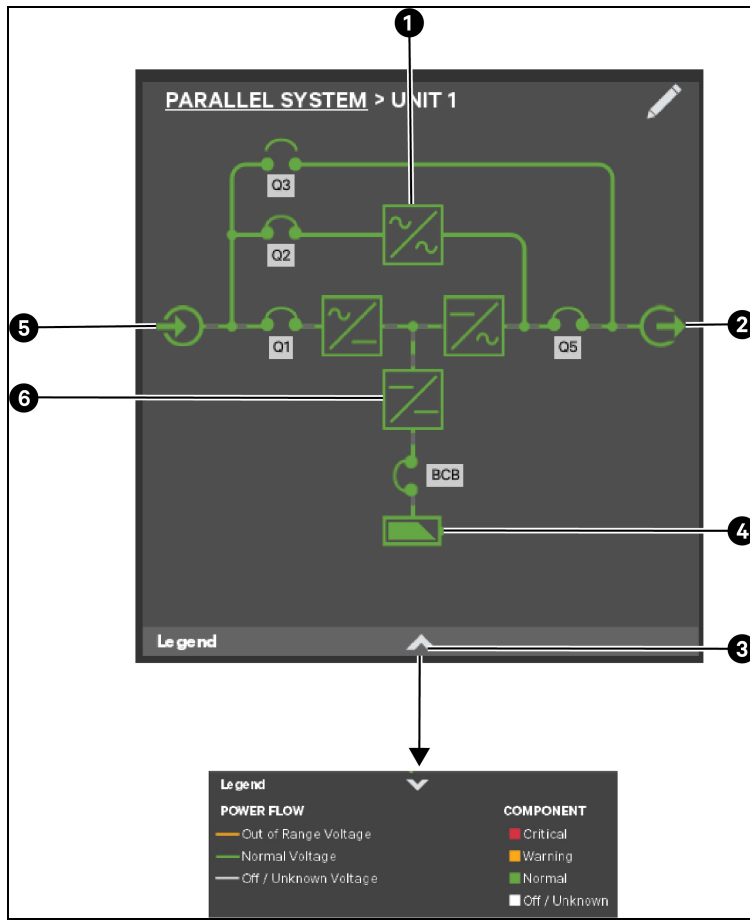 1
PARALLEL SYSTEM > UNIT 1
Q3
Q2
5
Q1
Q5
2
6
BCB
4
Legend
3
Legend
POWER FLOW
COMPONENT
Out of Range Voltage
Critical
Normal Voltage
Warning
Off / Unknown Voltage
Normal
Off / Unknown